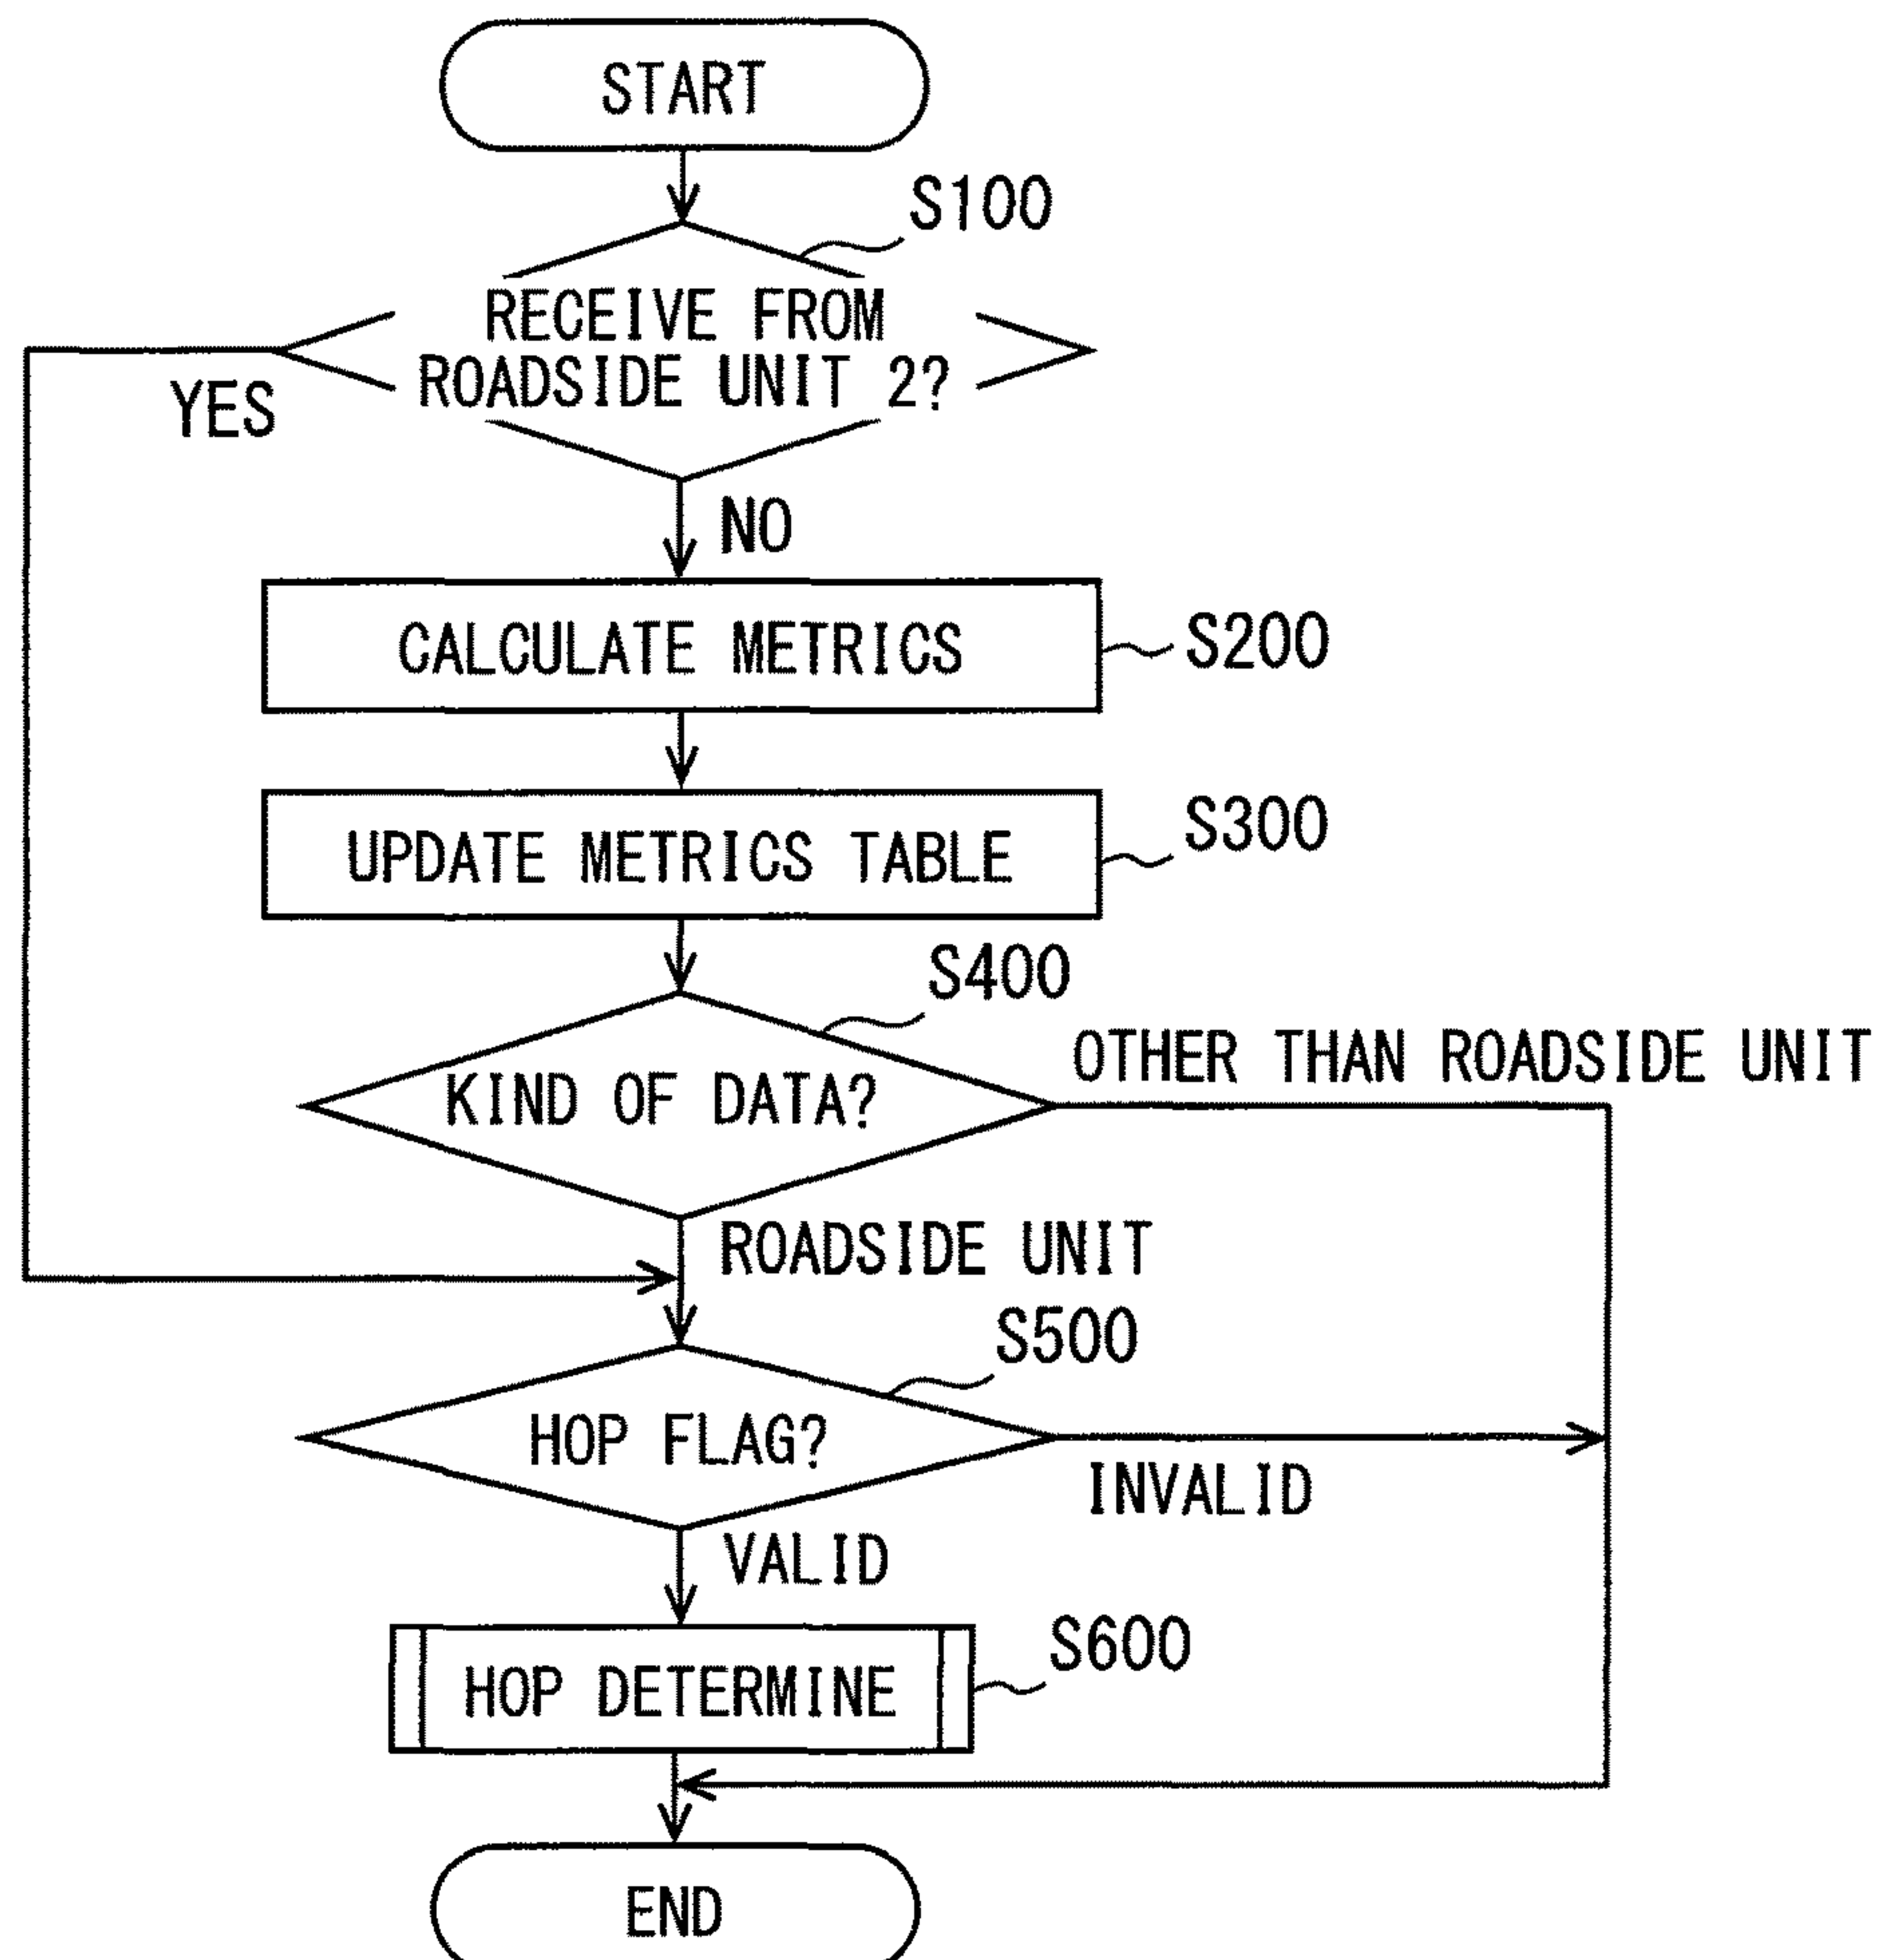 START
S100
RECEIVE FROM
ROADSIDE UNIT 2?
YES
NO
CALCULATE METRICS
S200
UPDATE METRICS TABLE
S300
S400
KIND OF DATA?
OTHER THAN ROADSIDE UNIT
ROADSIDE UNIT
S500
HOP FLAG?
INVALID
VALID
HOP DETERMINE
S600
END